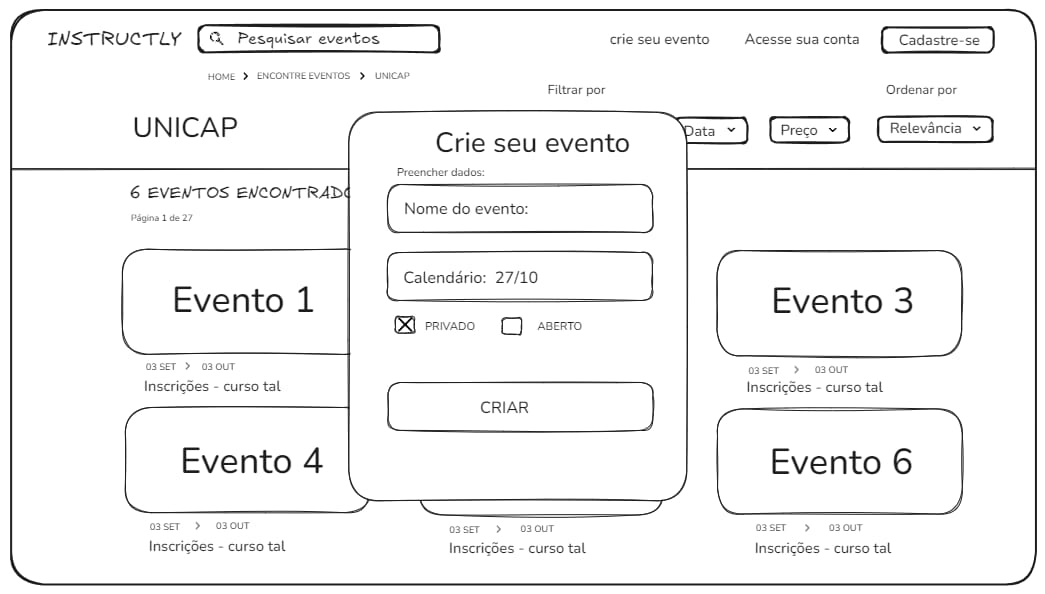 INSTRUCTLY Pesquisar eventos crie seu evento Acesse sua conta Cadastre-se
HOME > ENCONTRE EVENTOS > UNICAP
Filtrar por Ordenar por
UNICAP Data Preço Relevância
Crie seu evento
Preencher dados:
6 EVENTOS ENCONTRADO
Página 1 de 27
Nome do evento:
Calendário: 27/10
PRIVADO ABERTO
CRIAR
Evento 1 Evento 3
03 SET > 03 OUT 03 SET > 03 OUT
Inscrições - curso tal Inscrições - curso tal
Evento 4 Evento 6
03 SET > 03 OUT 03 SET > 03 OUT 03 SET > 03 OUT
Inscrições - curso tal Inscrições - curso tal Inscrições - curso tal